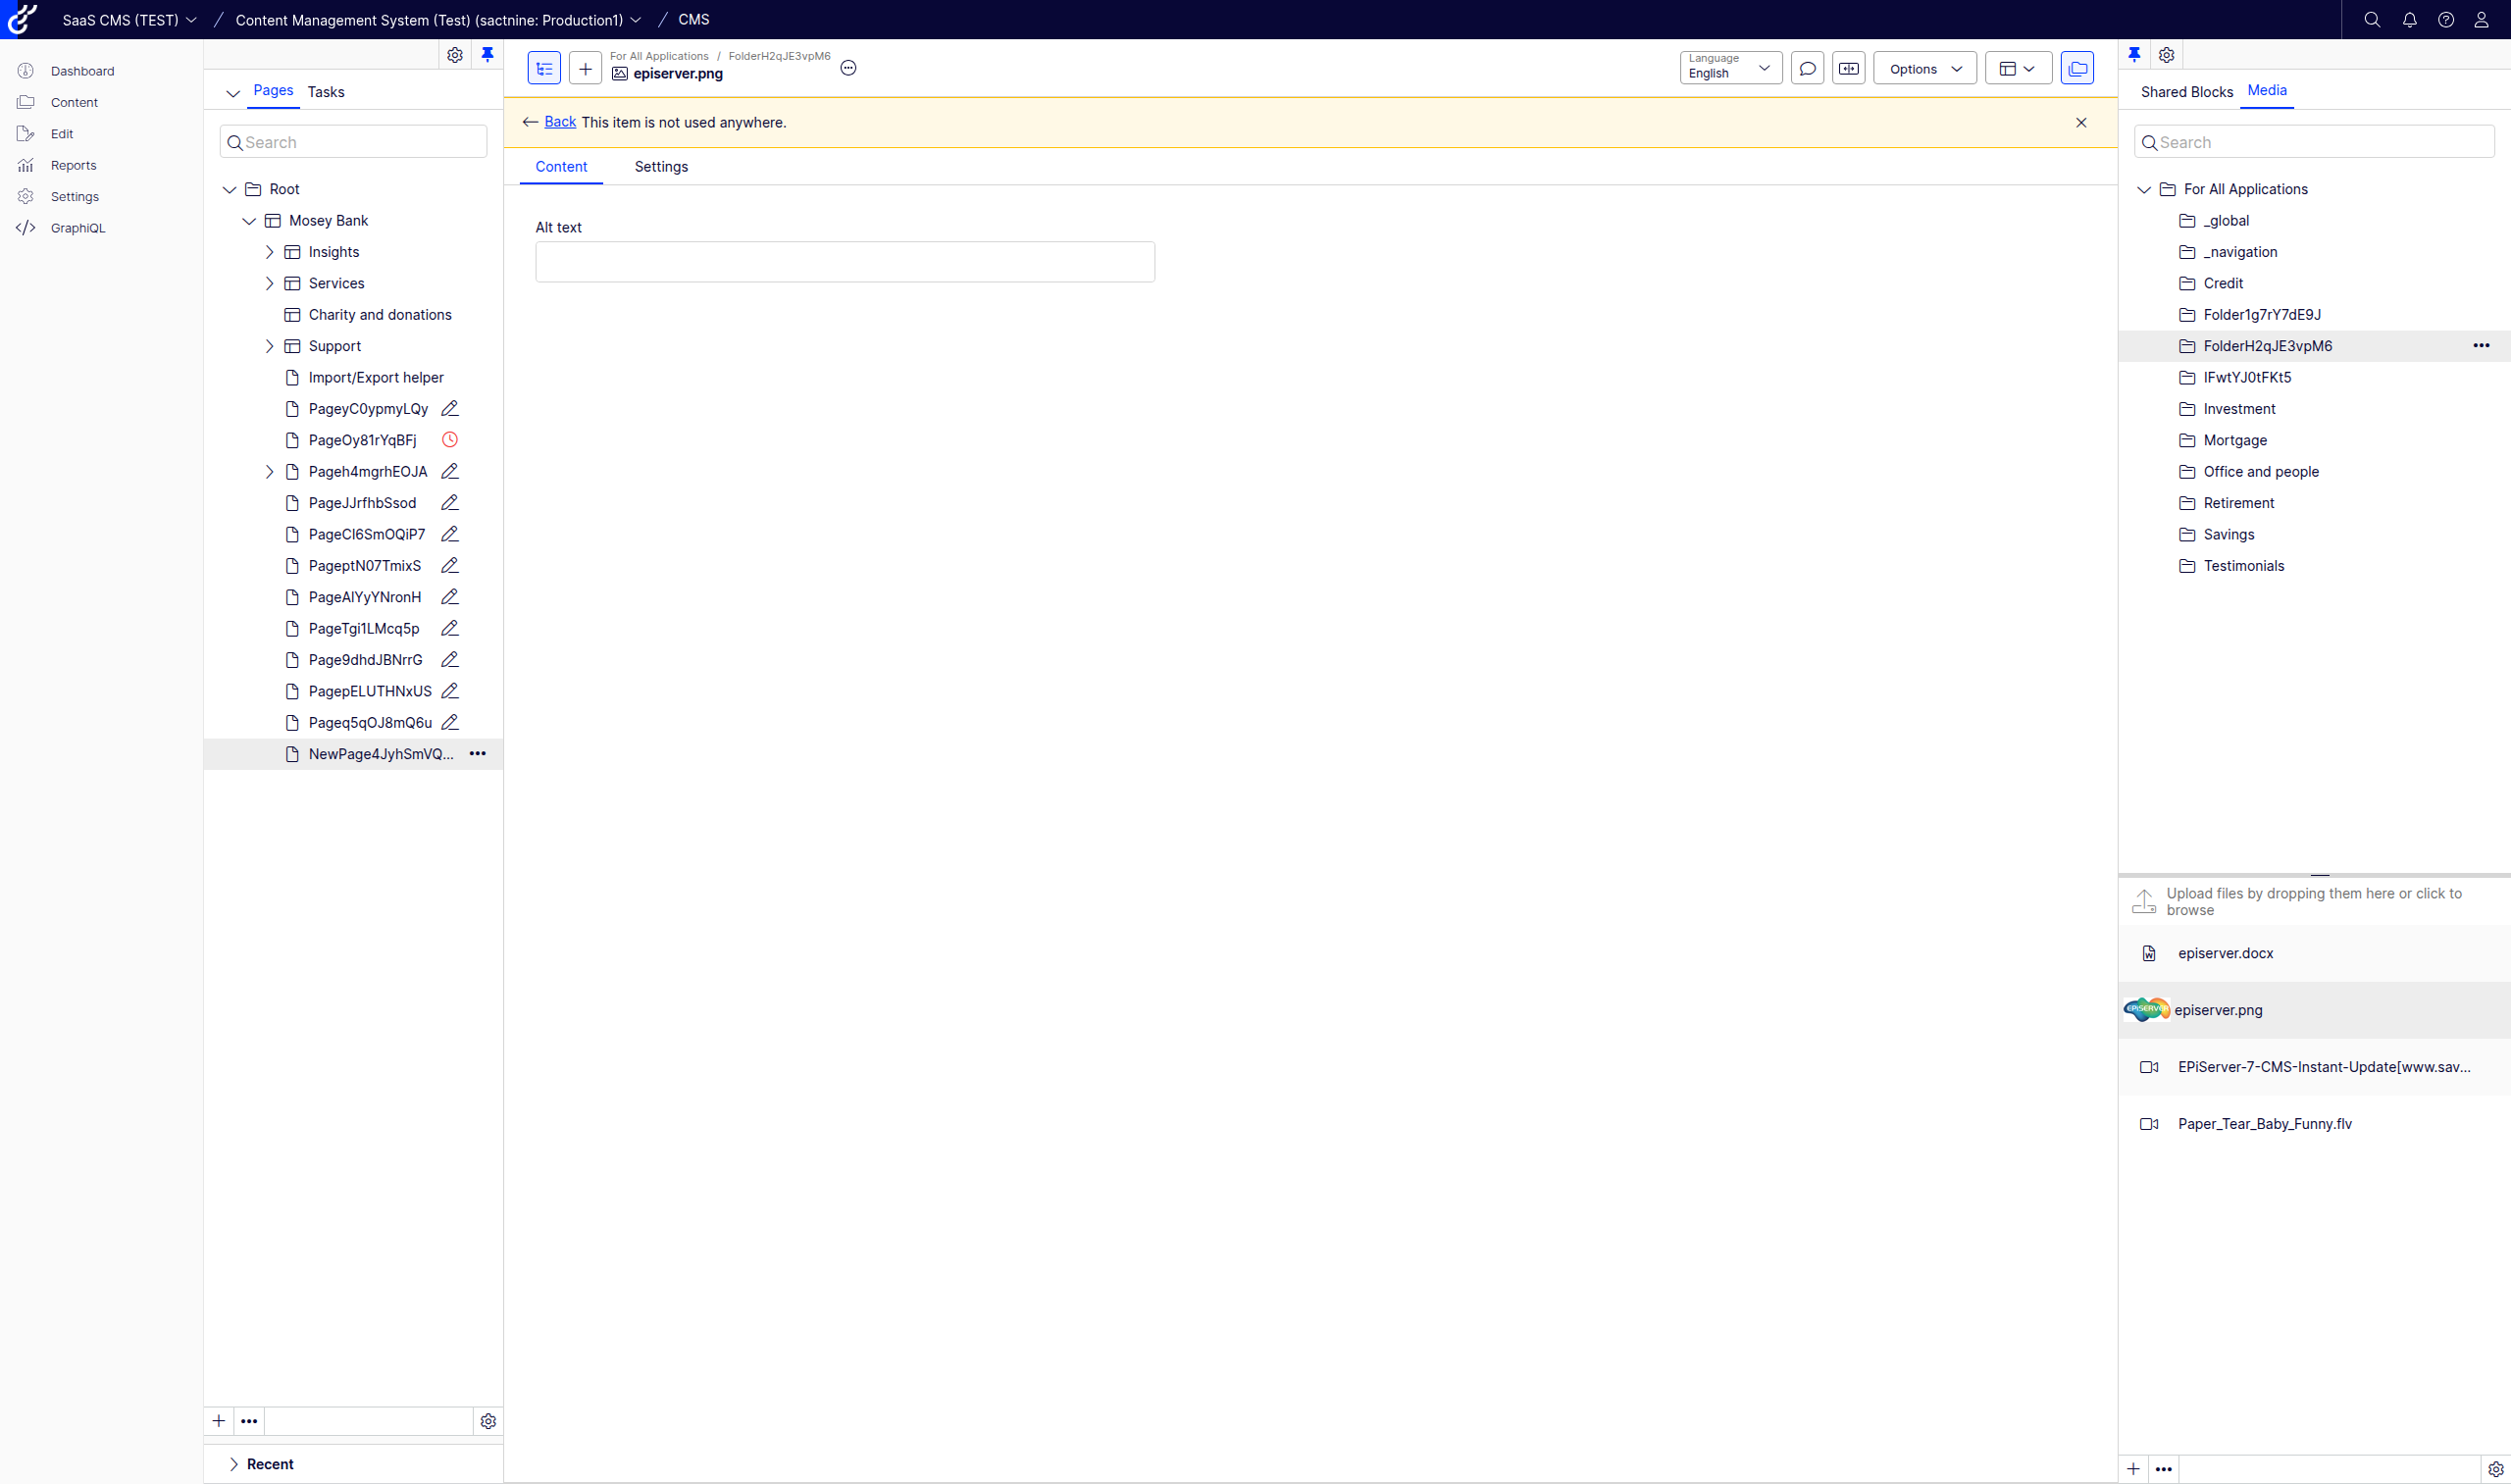 SaaS CMS (TEST) / Content Management System (Test) (sactnine: Production1) / CMS
Dashboard
Content
Edit
Reports
Settings
GraphiQL
Pages Tasks
Search
Root
Mosey Bank
Insights
Services
Charity and donations
Support
Import/Export helper
PageyC0ypmyLQy
PageOy81rYqBFj
Pageh4mgrhEOJA
PageJJrfhbSsod
PageCl6SmOQiP7
PageptN07TmixS
PageAlYyYNronH
PageTgi1LMcq5p
Page9dhdJBNrrG
PagepELUTHNxUS
Pageq5qOJ8mQ6u
NewPage4JyhSmVQ...
Recent
For All Applications / FolderH2qJE3vpM6
episerver.png
Language
English
Options
Back This item is not used anywhere.
Content Settings
Alt text
Shared Blocks Media
Search
For All Applications
_global
_navigation
Credit
Folder1g7rY7dE9J
FolderH2qJE3vpM6
IFwtYJ0tFKt5
Investment
Mortgage
Office and people
Retirement
Savings
Testimonials
Upload files by dropping them here or click to
browse
episerver.docx
EPISERVER
episerver.png
EPiServer-7-CMS-Instant-Update[www.sav...
Paper_Tear_Baby_Funny.flv